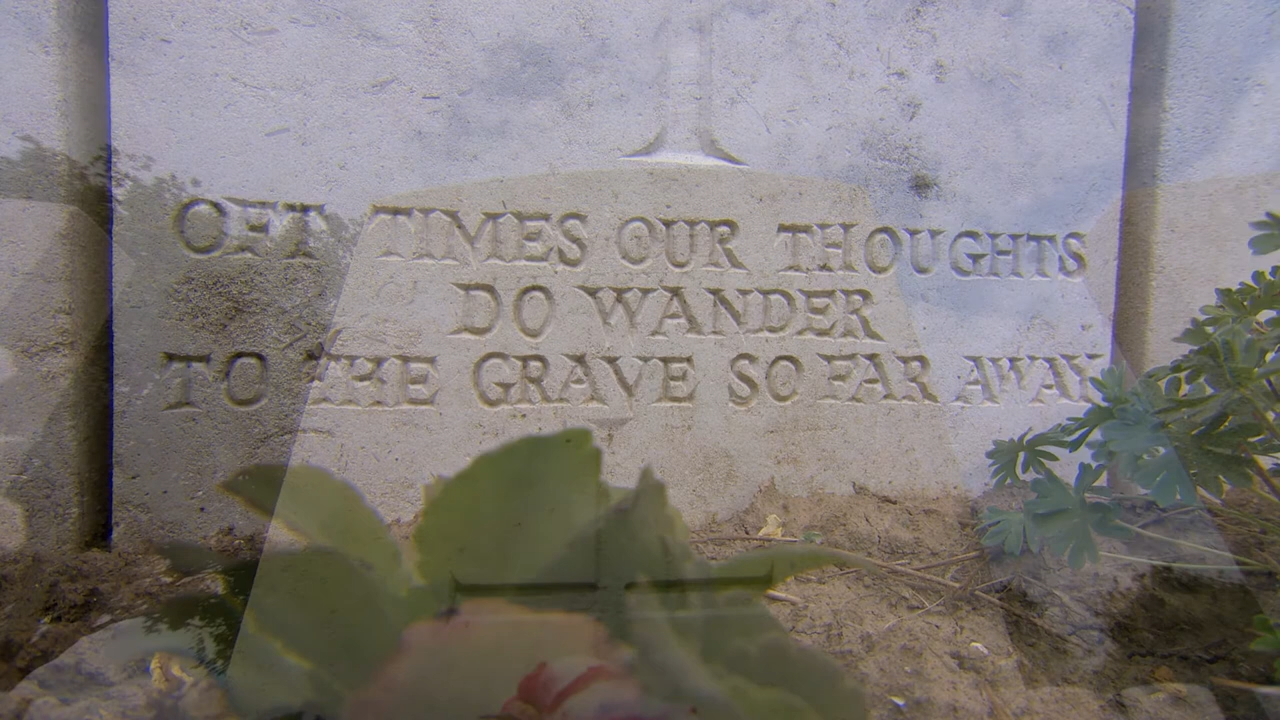 OFT TIMES OUR THOUGHTS
DO WANDER
TO THE GRAVE SO FAR AWAY